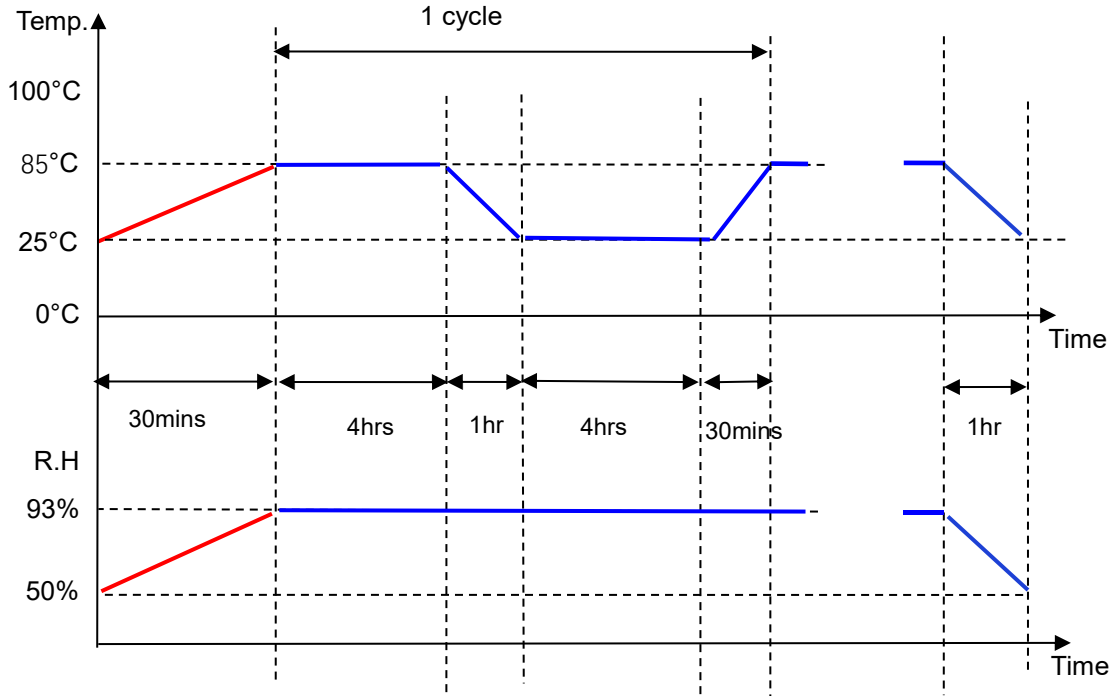 Temp.
1 cycle
100°C
85°C
25°C
0°C
Time
30mins
4hrs
1hr
4hrs
30mins
1hr
R.H
93%
50%
Time